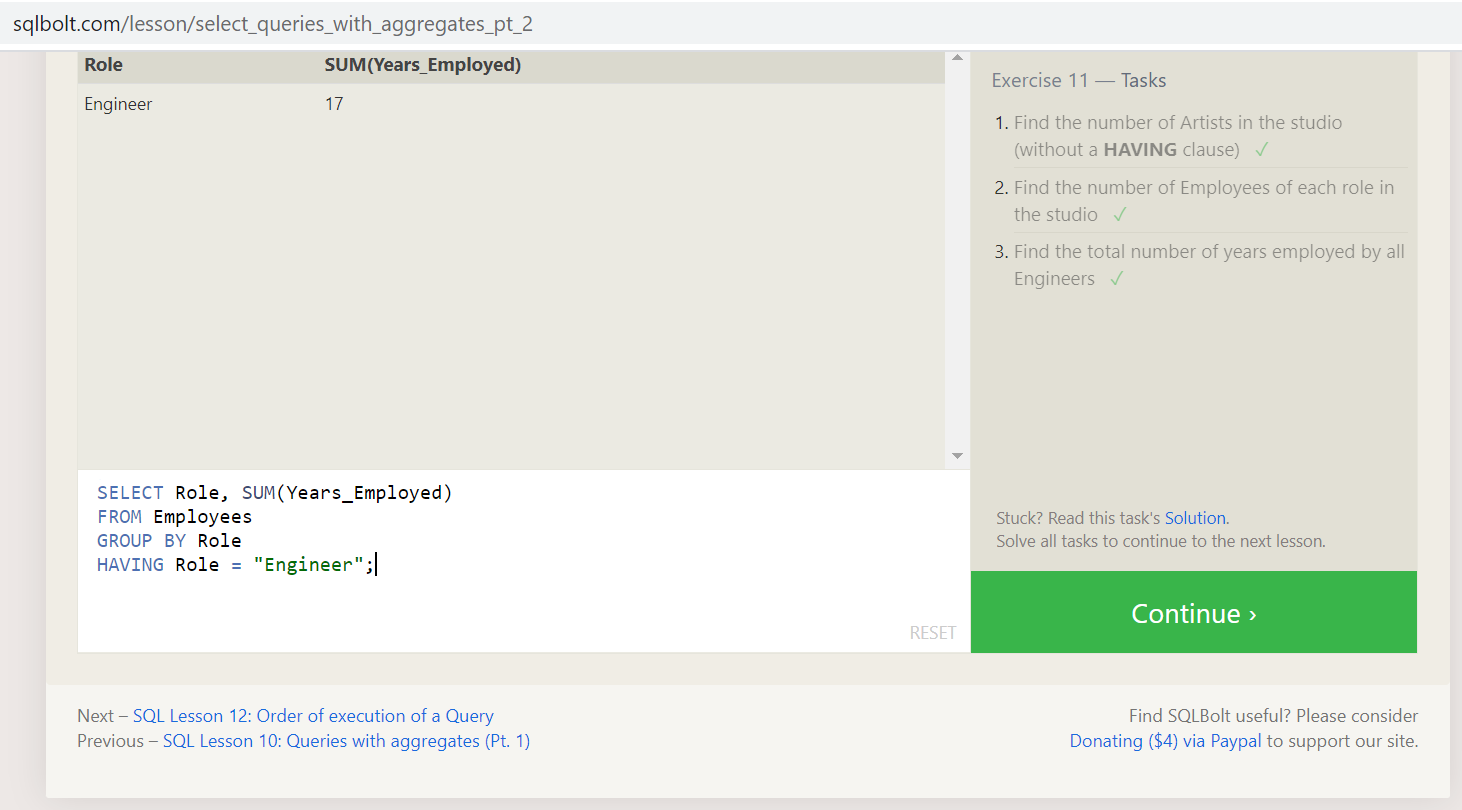 sqlbolt.com/lesson/select_queries_with_aggregates_pt_2
Role SUM(Years_Employed)
Engineer 17
SELECT Role, SUM(Years_Employed)
FROM Employees
GROUP BY Role
HAVING Role = "Engineer";
RESET
Exercise 11 — Tasks
1. Find the number of Artists in the studio
(without a HAVING clause) ✓
2. Find the number of Employees of each role in
the studio ✓
3. Find the total number of years employed by all
Engineers ✓
Stuck? Read this task's Solution.
Solve all tasks to continue to the next lesson.
Continue ›
Next – SQL Lesson 12: Order of execution of a Query
Previous – SQL Lesson 10: Queries with aggregates (Pt. 1)
Find SQLBolt useful? Please consider
Donating ($4) via Paypal to support our site.